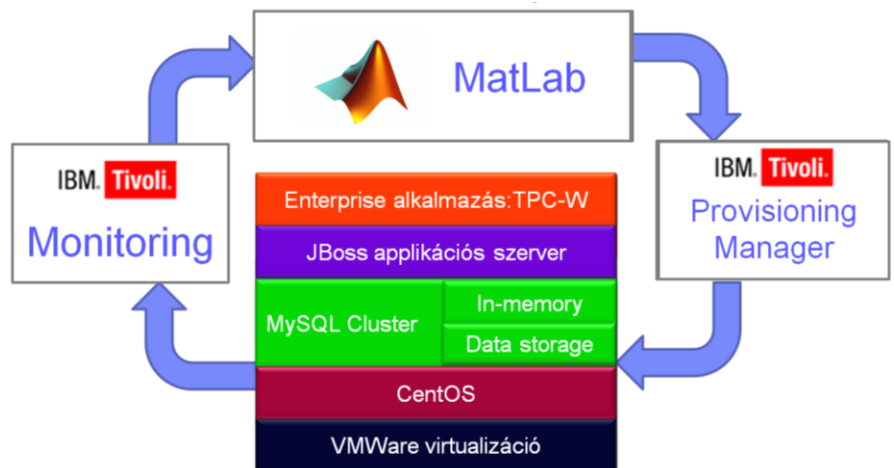 MatLab
IBM. Tivoli.
Monitoring
IBM. Tivoli.
Provisioning
Manager
Enterprise alkalmazás:TPC-W
JBoss applikációs szerver
MySQL Cluster
In-memory
Data storage
CentOS
VMWare virtualizáció